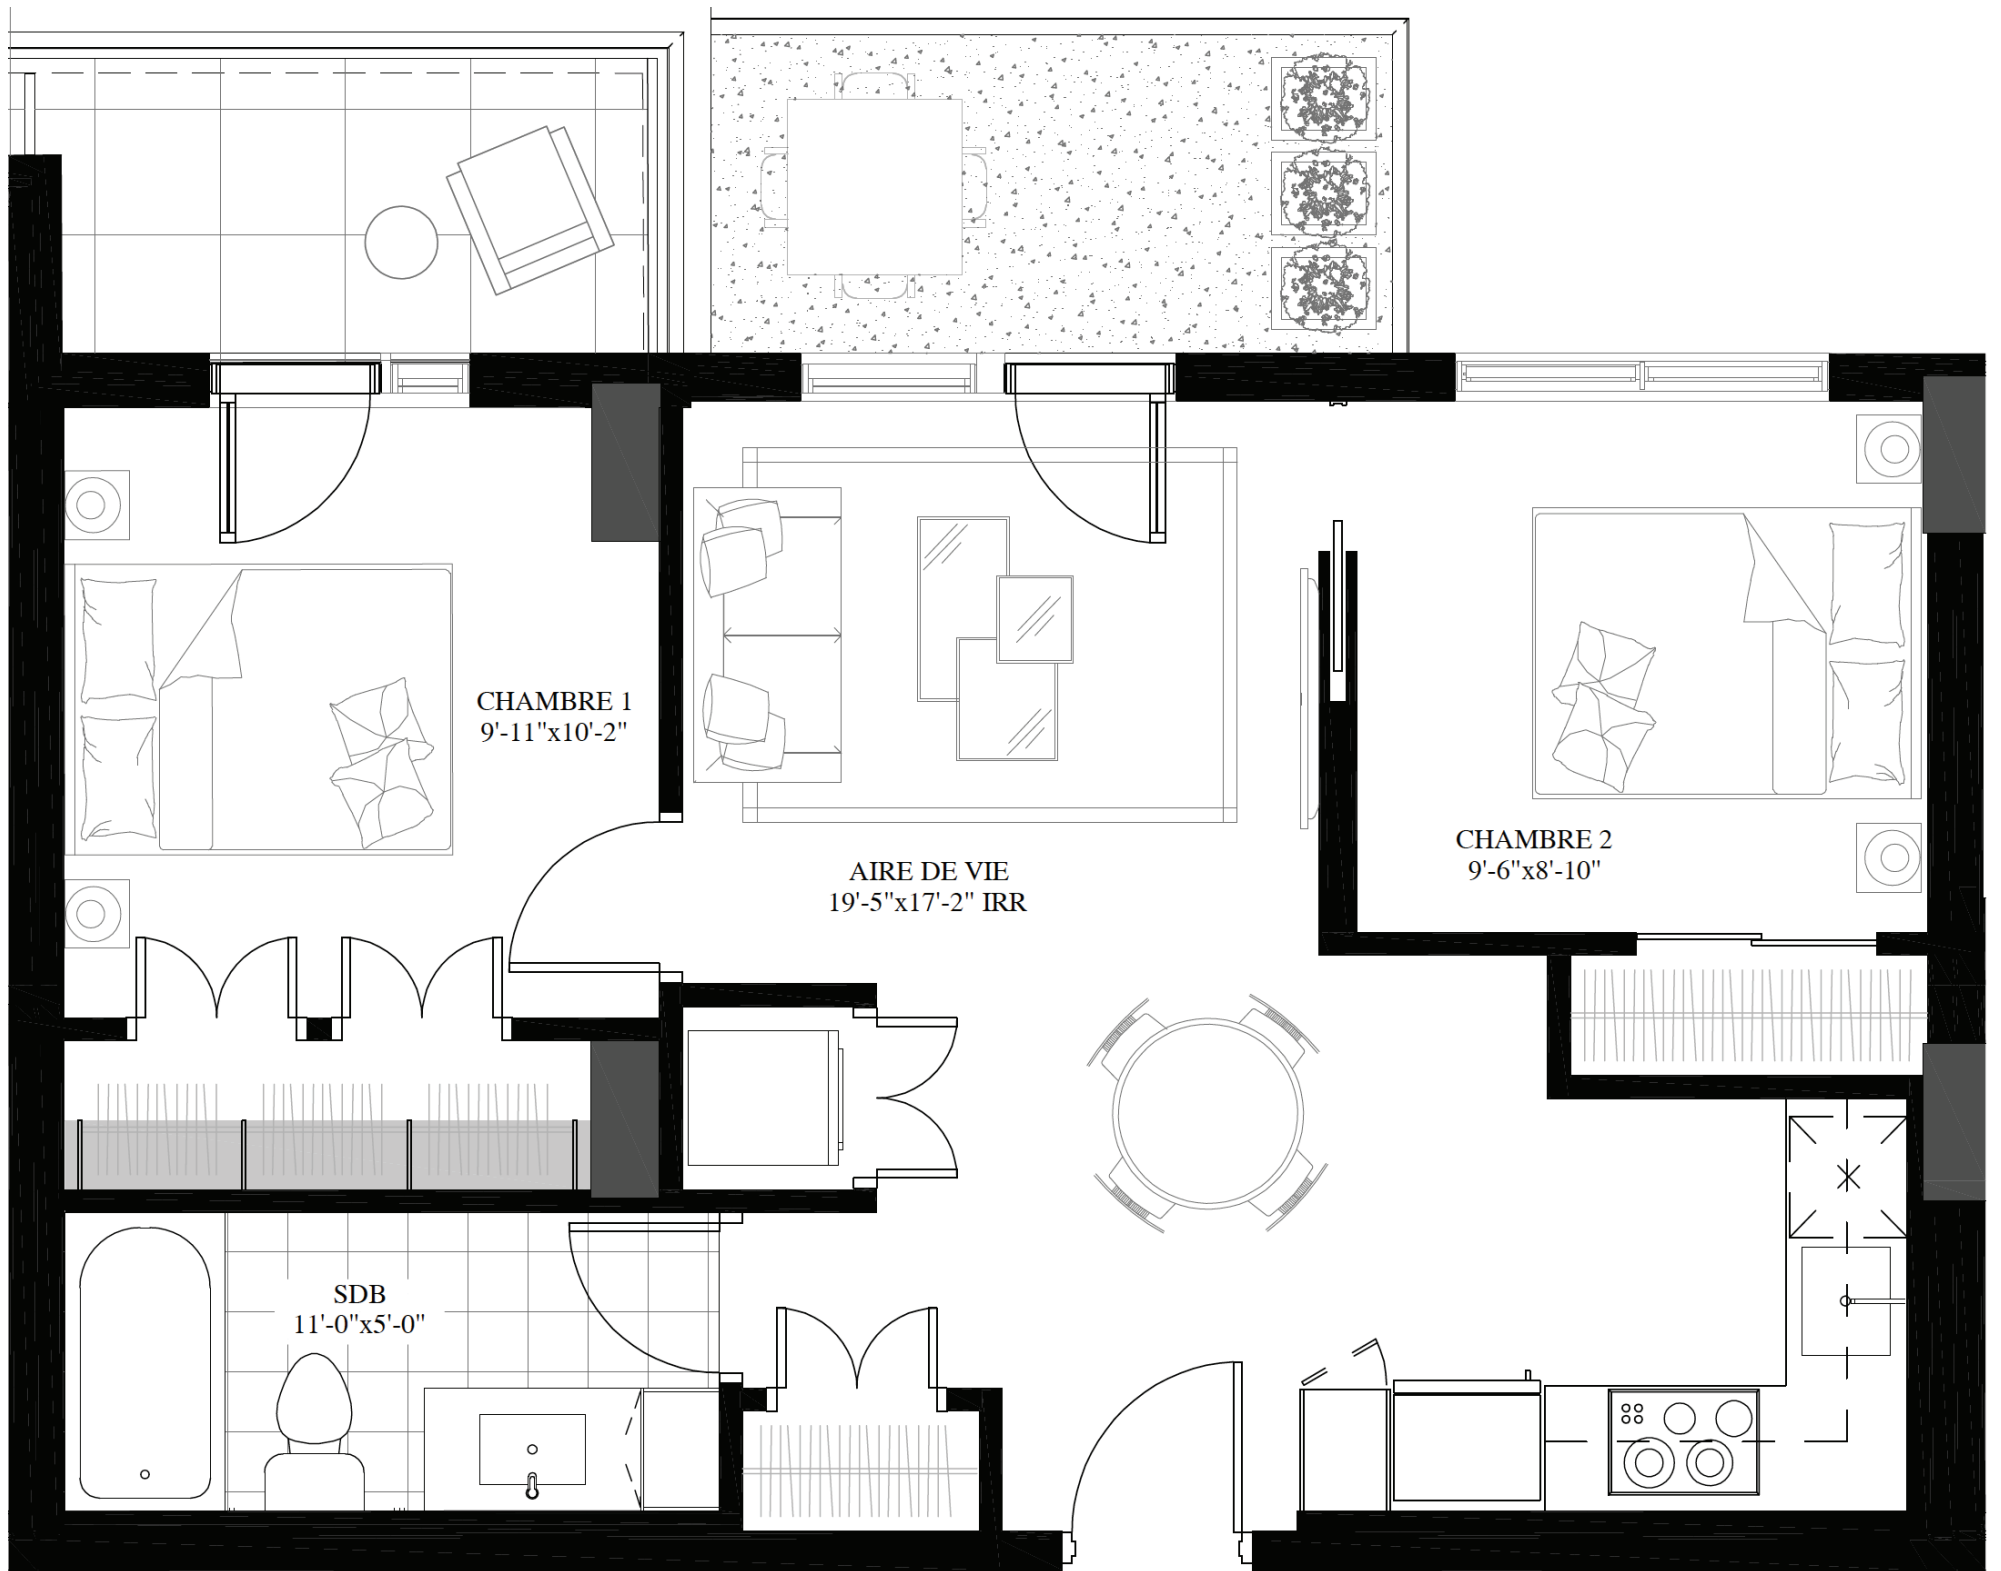 CHAMBRE 1
9'-11"x10'-2"
CHAMBRE 2
9'-6"x8'-10"
AIRE DE VIE
19'-5"x17'-2" IRR
SDB
11'-0"x5'-0"